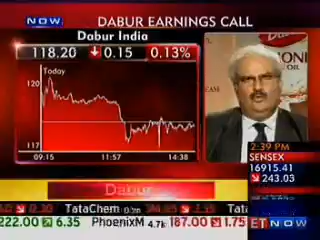 NOW
DABUR EARNINGS CALL
NOW
Dabur India
118.20 0.15 0.13%
Today
120
117
09:15 11:57 14:38
2:39 PM
SENSEX
16915.41
243.03
Dabur
TataChem
222.00 6.35 PhoenixM 4.7k 187.00 1.75
ET NOW